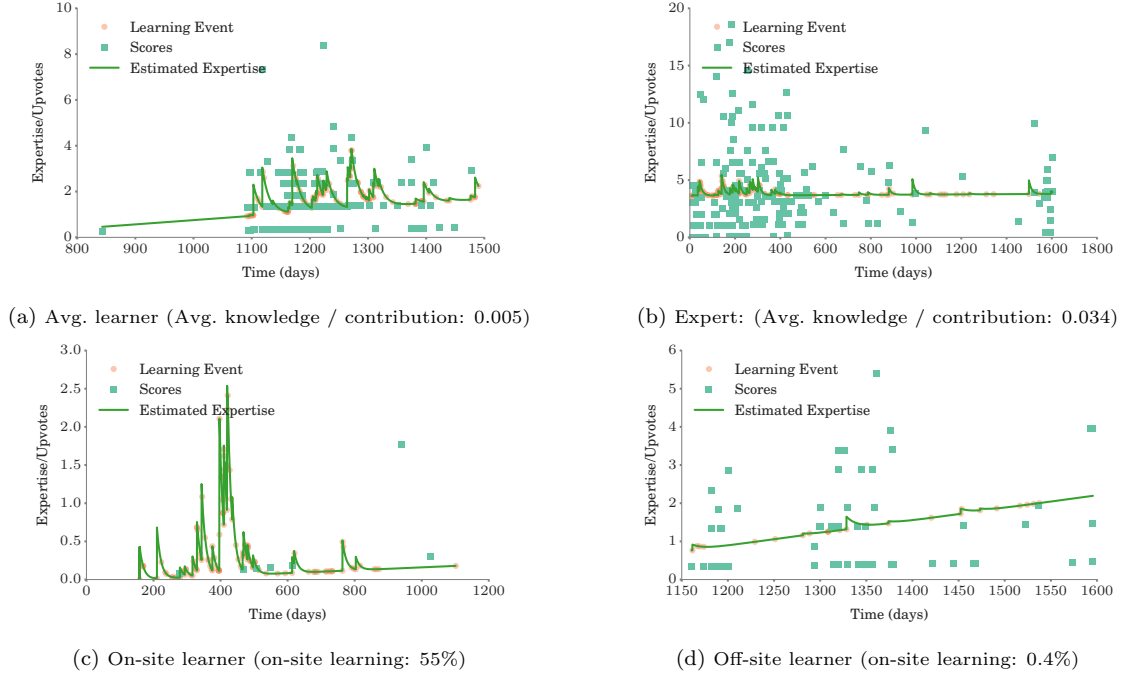 10
8
6
4
2
0
Expertise/Upvotes
Learning Event
Scores
Estimated Expertise
800 900 1000 1100 1200 1300 1400 1500
Time (days)
(a) Avg. learner (Avg. knowledge / contribution: 0.005)
20
15
10
5
0
Expertise/Upvotes
Learning Event
Scores
Estimated Expertise
0 200 400 600 800 1000 1200 1400 1600 1800
Time (days)
(b) Expert: (Avg. knowledge / contribution: 0.034)
3.0
2.5
2.0
1.5
1.0
0.5
0.0
Expertise/Upvotes
Learning Event
Scores
Estimated Expertise
200 400 600 800 1000 1200
Time (days)
(c) On-site learner (on-site learning: 55%)
6
5
4
3
2
1
0
Expertise/Upvotes
Learning Event
Scores
Estimated Expertise
1150 1200 1250 1300 1350 1400 1450 1500 1550 1600
Time (days)
(d) Off-site learner (on-site learning: 0.4%)